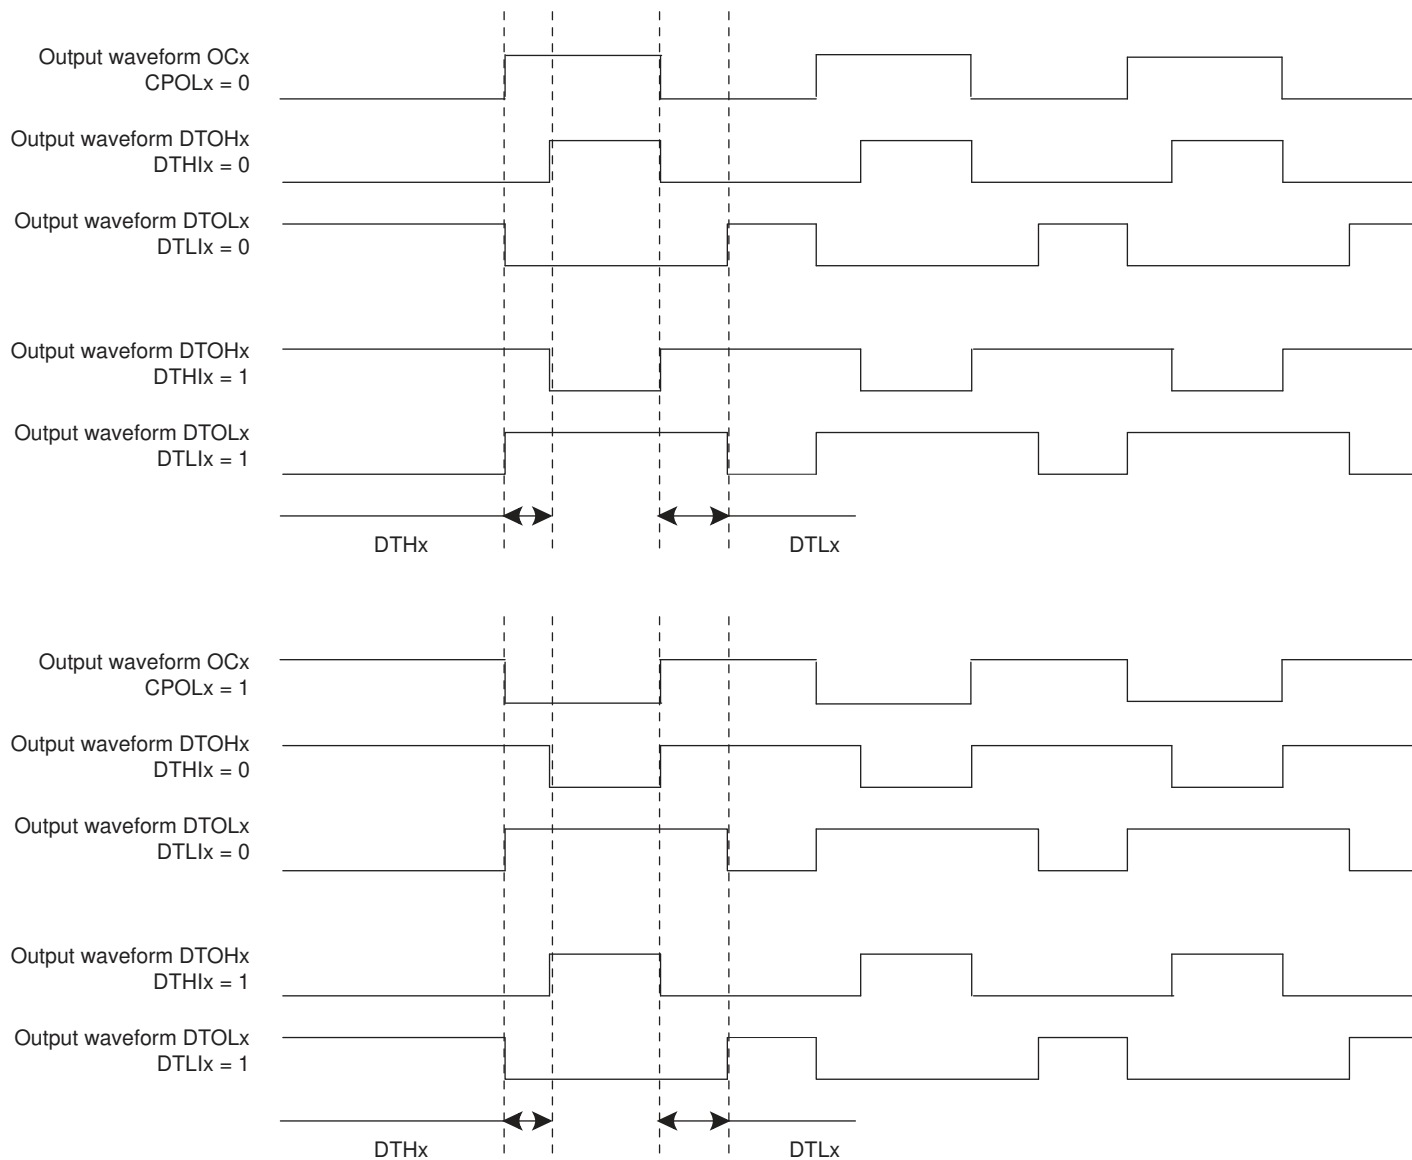 Output waveform OCx
CPOLx = 0
Output waveform DTOHx
DTHIx = 0
Output waveform DTOLx
DTLIx = 0
Output waveform DTOHx
DTHIx = 1
Output waveform DTOLx
DTLIx = 1
DTHx
DTLx
Output waveform OCx
CPOLx = 1
Output waveform DTOHx
DTHIx = 0
Output waveform DTOLx
DTLIx = 0
Output waveform DTOHx
DTHIx = 1
Output waveform DTOLx
DTLIx = 1
DTHx
DTLx